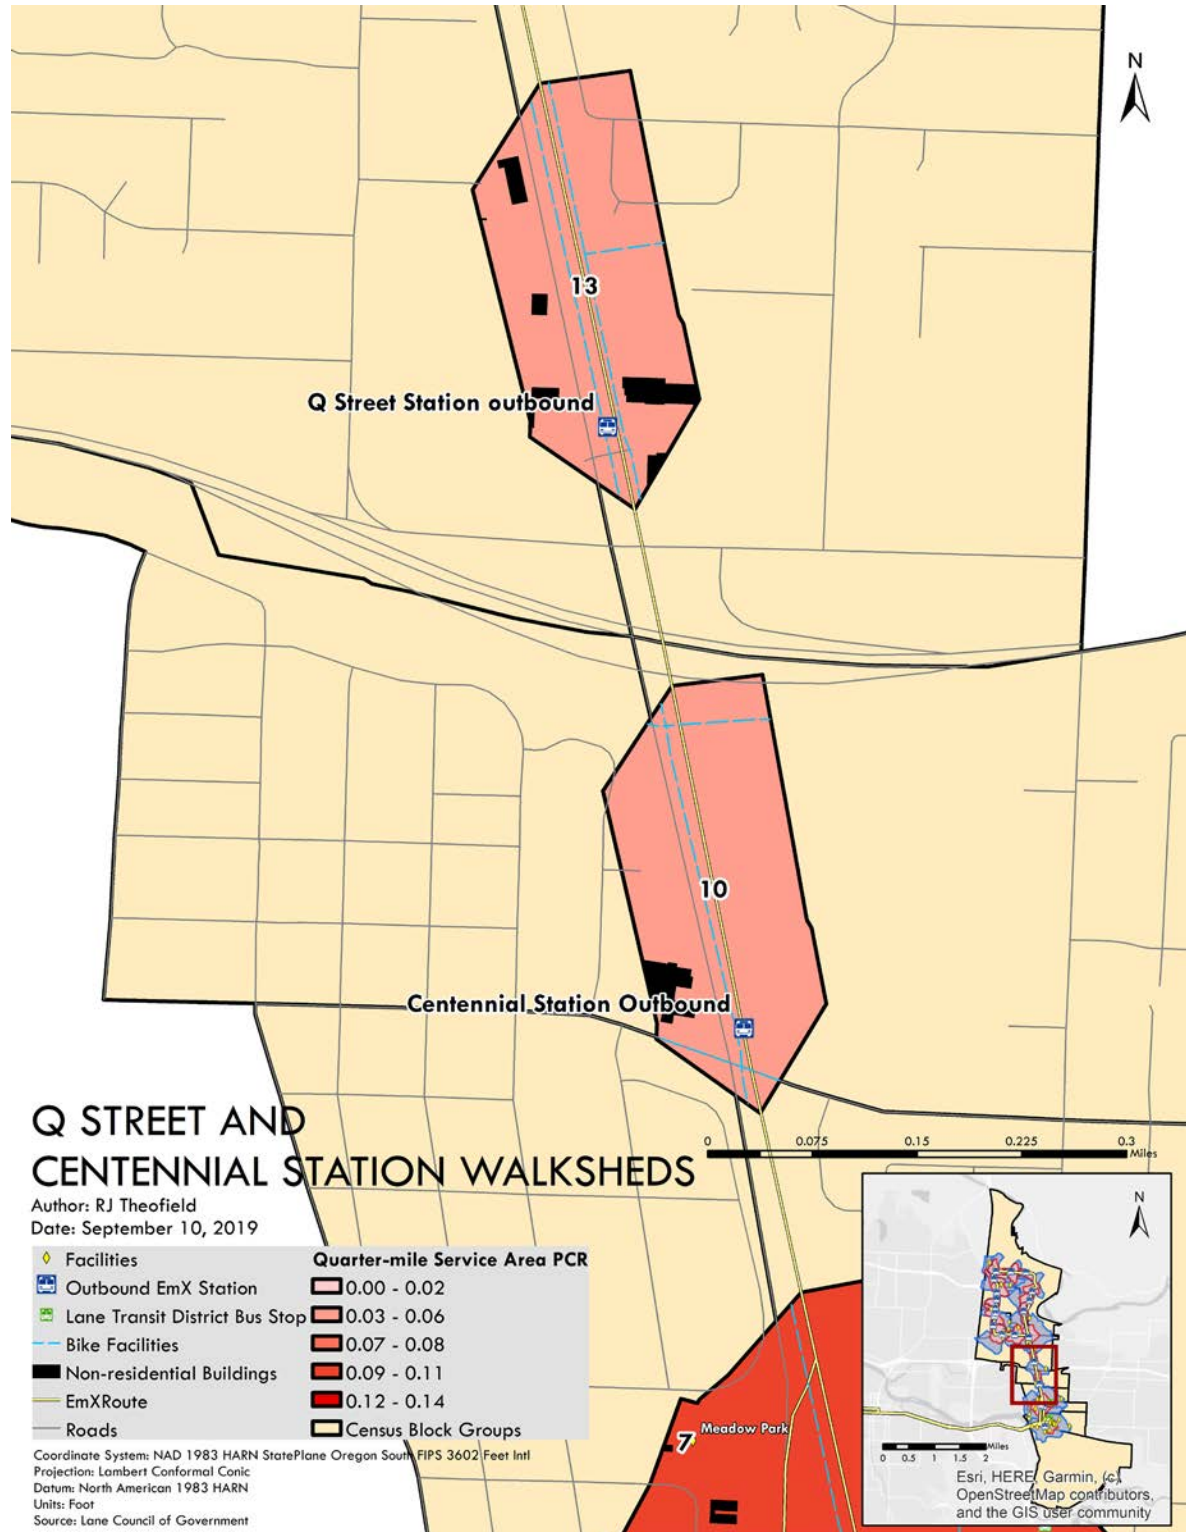 N
13
Q Street Station outbound
10
Centennial Station Outbound
Q STREET AND
CENTENNIAL STATION WALKSHEDS
Author: RJ Theofield
Date: September 10, 2019
0 0.075 0.15 0.225 0.3
Miles
Facilities
Outbound EmX Station
Lane Transit District Bus Stop
Bike Facilities
Non-residential Buildings
EmXRoute
Roads
Quarter-mile Service Area PCR
0.00 - 0.02
0.03 - 0.06
0.07 - 0.08
0.09 - 0.11
0.12 - 0.14
Census Block Groups
Coordinate System: NAD 1983 HARN StatePlane Oregon South FIPS 3602 Feet Intl
Projection: Lambert Conformal Conic
Datum: North American 1983 HARN
Units: Foot
Source: Lane Council of Government
7
Meadow Park
N
Miles
0 0.5 1 1.5 2
Esri, HERE, Garmin, (c)
OpenStreetMap contributors,
and the GIS user community